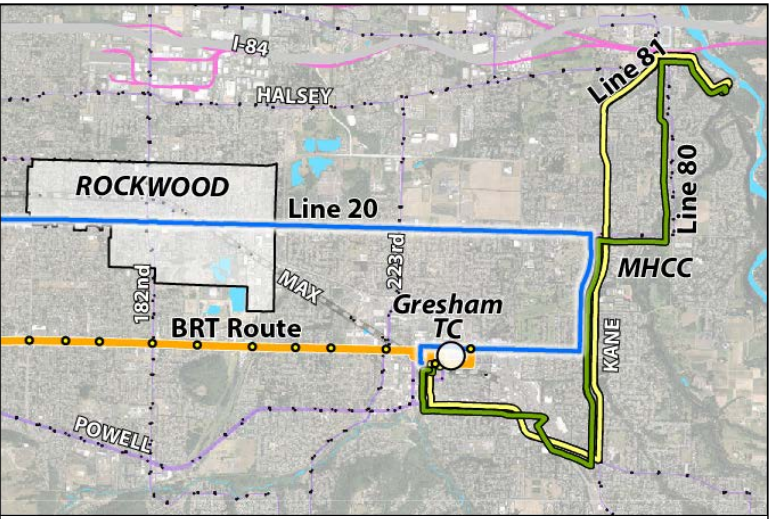 I-84
Line 81
HALSEY
ROCKWOOD
Line 20
Line 80
223rd
MHCC
MAX
182nd
Gresham
TC
BRT Route
KANE
POWELL